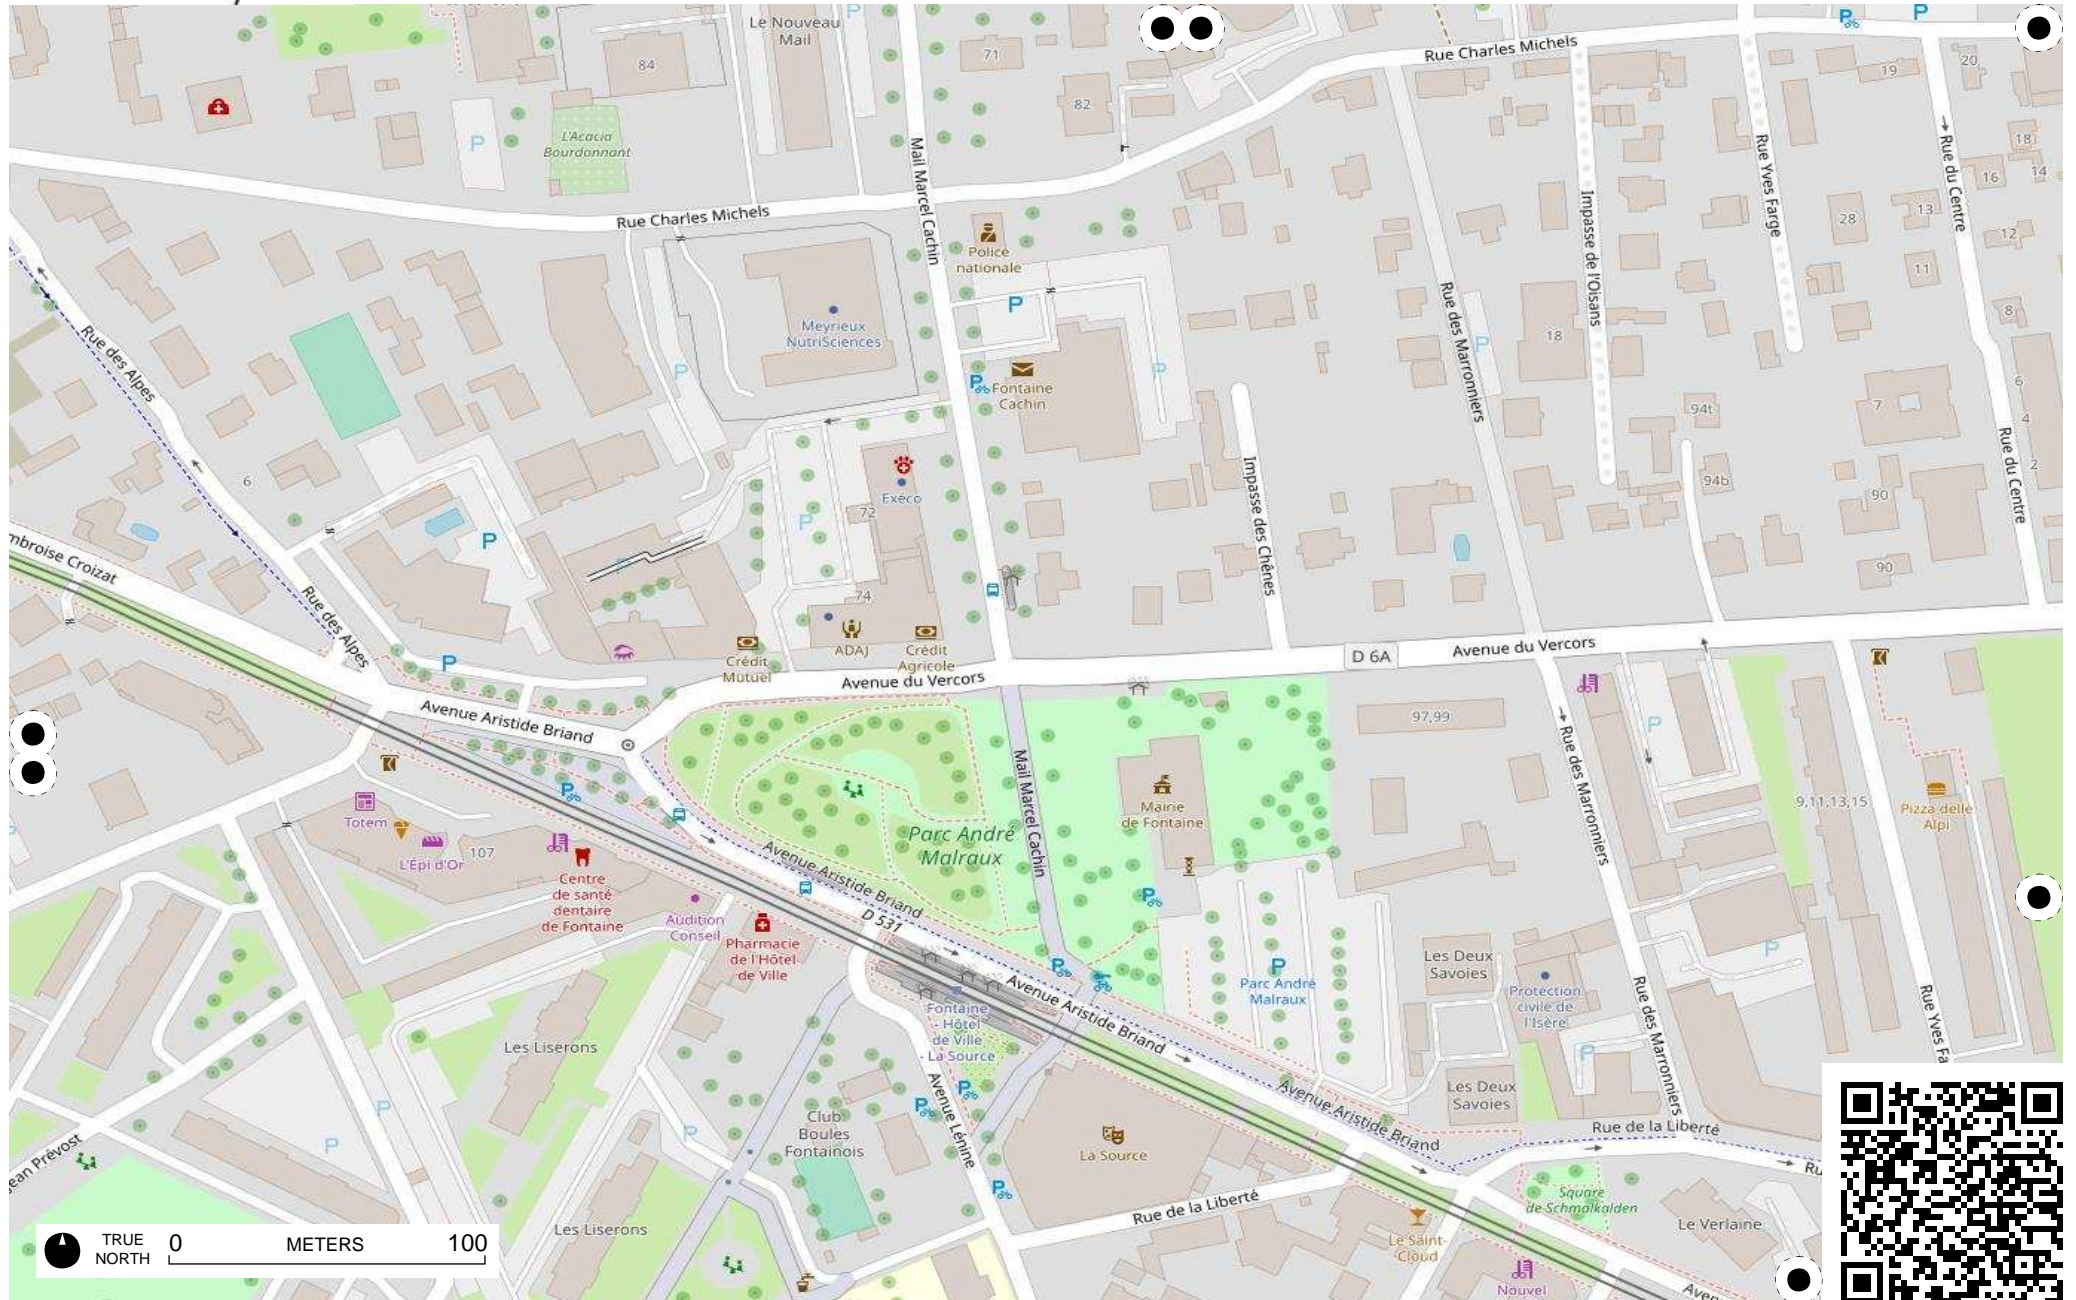 Le Nouveau
Mail
P
P
P
84
71
82
Rue Charles Michels
19
20
18
14
16
13
12
11
28
8
6
4
2
L'Acacia
Bourdonnant
P
Mail Marcel Cachin
Rue Yves Farge
Rue du Centre
Impasse de l'Oisans
Rue Charles Michels
Police
nationale
P
Meyrieux
NutriSciences
P
P
Fontaine
Cachin
P
Rue des Marronniers
P
18
94t
94b
7
90
90
Rue du Centre
Rue des Alpes
6
P
Exéco
72
P
P
74
Impasse des Chênes
mbroise Croizat
Rue des Alpes
P
Crédit
Mutuel
ADAJ
Crédit
Agricole
Avenue du Vercors
D 6A
Avenue du Vercors
Avenue Aristide Briand
P
97,99
Rue des Marronniers
P
9,11,13,15
Pizza delle
Alpi
Totem
L'Épi d'Or
107
Centre
de santé
dentaire
de Fontaine
Audition
Conseil
Pharmacie
de l'Hôtel
de Ville
Parc André
Malraux
Mail Marcel Cachin
Mairie
de Fontaine
P
Avenue Aristide Briand
D 531
P
P
Parc André
Malraux
Les Deux
Savoies
Protection
civile de
l'Isère
P
P
Les Deux
Savoies
Rue des Marronniers
Rue Yves Fa
Fontaine
- Hôtel
de Ville
- La Source
Avenue Aristide Briand
Avenue Aristide Briand
Les Liserons
P
P
P
P
P
Avenue Lénine
Club
Boules
Fontainois
La Source
P
Rue de la Liberté
Rue de la Liberté
Ru
ean Prévost
Les Liserons
Square
de Schmalkalden
Le Verlaine
Le Saint-
Cloud
Nouvel
Aven
TRUE
NORTH
0
METERS
100